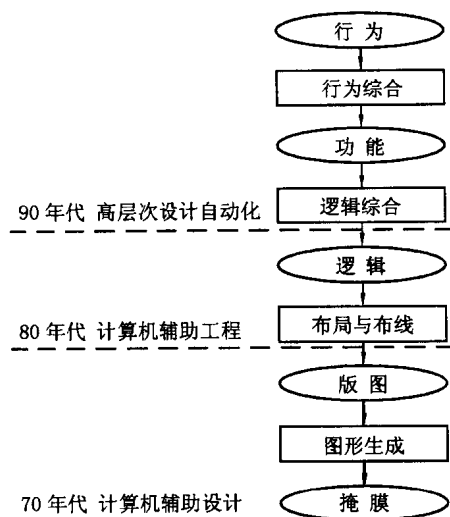 行 为
行为综合
功 能
90 年代 高层次设计自动化
逻辑综合
逻 辑
布局与布线
80 年代 计算机辅助工程
版 图
图形生成
70 年代 计算机辅助设计
掩 膜